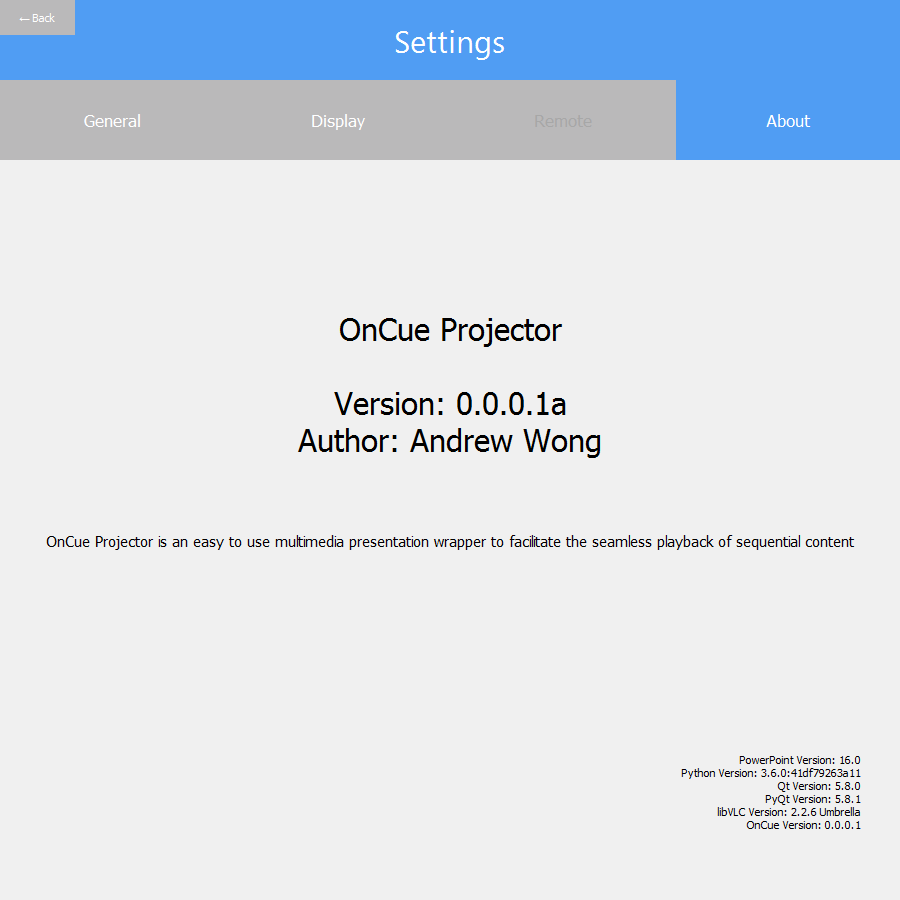 ←Back
Settings
General
Display
Remote
About
OnCue Projector
Version: 0.0.0.1a
Author: Andrew Wong
OnCue Projector is an easy to use multimedia presentation wrapper to facilitate the seamless playback of sequential content
PowerPoint Version: 16.0
Python Version: 3.6.0:41df79263a11
Qt Version: 5.8.0
PyQt Version: 5.8.1
libVLC Version: 2.2.6 Umbrella
OnCue Version: 0.0.0.1